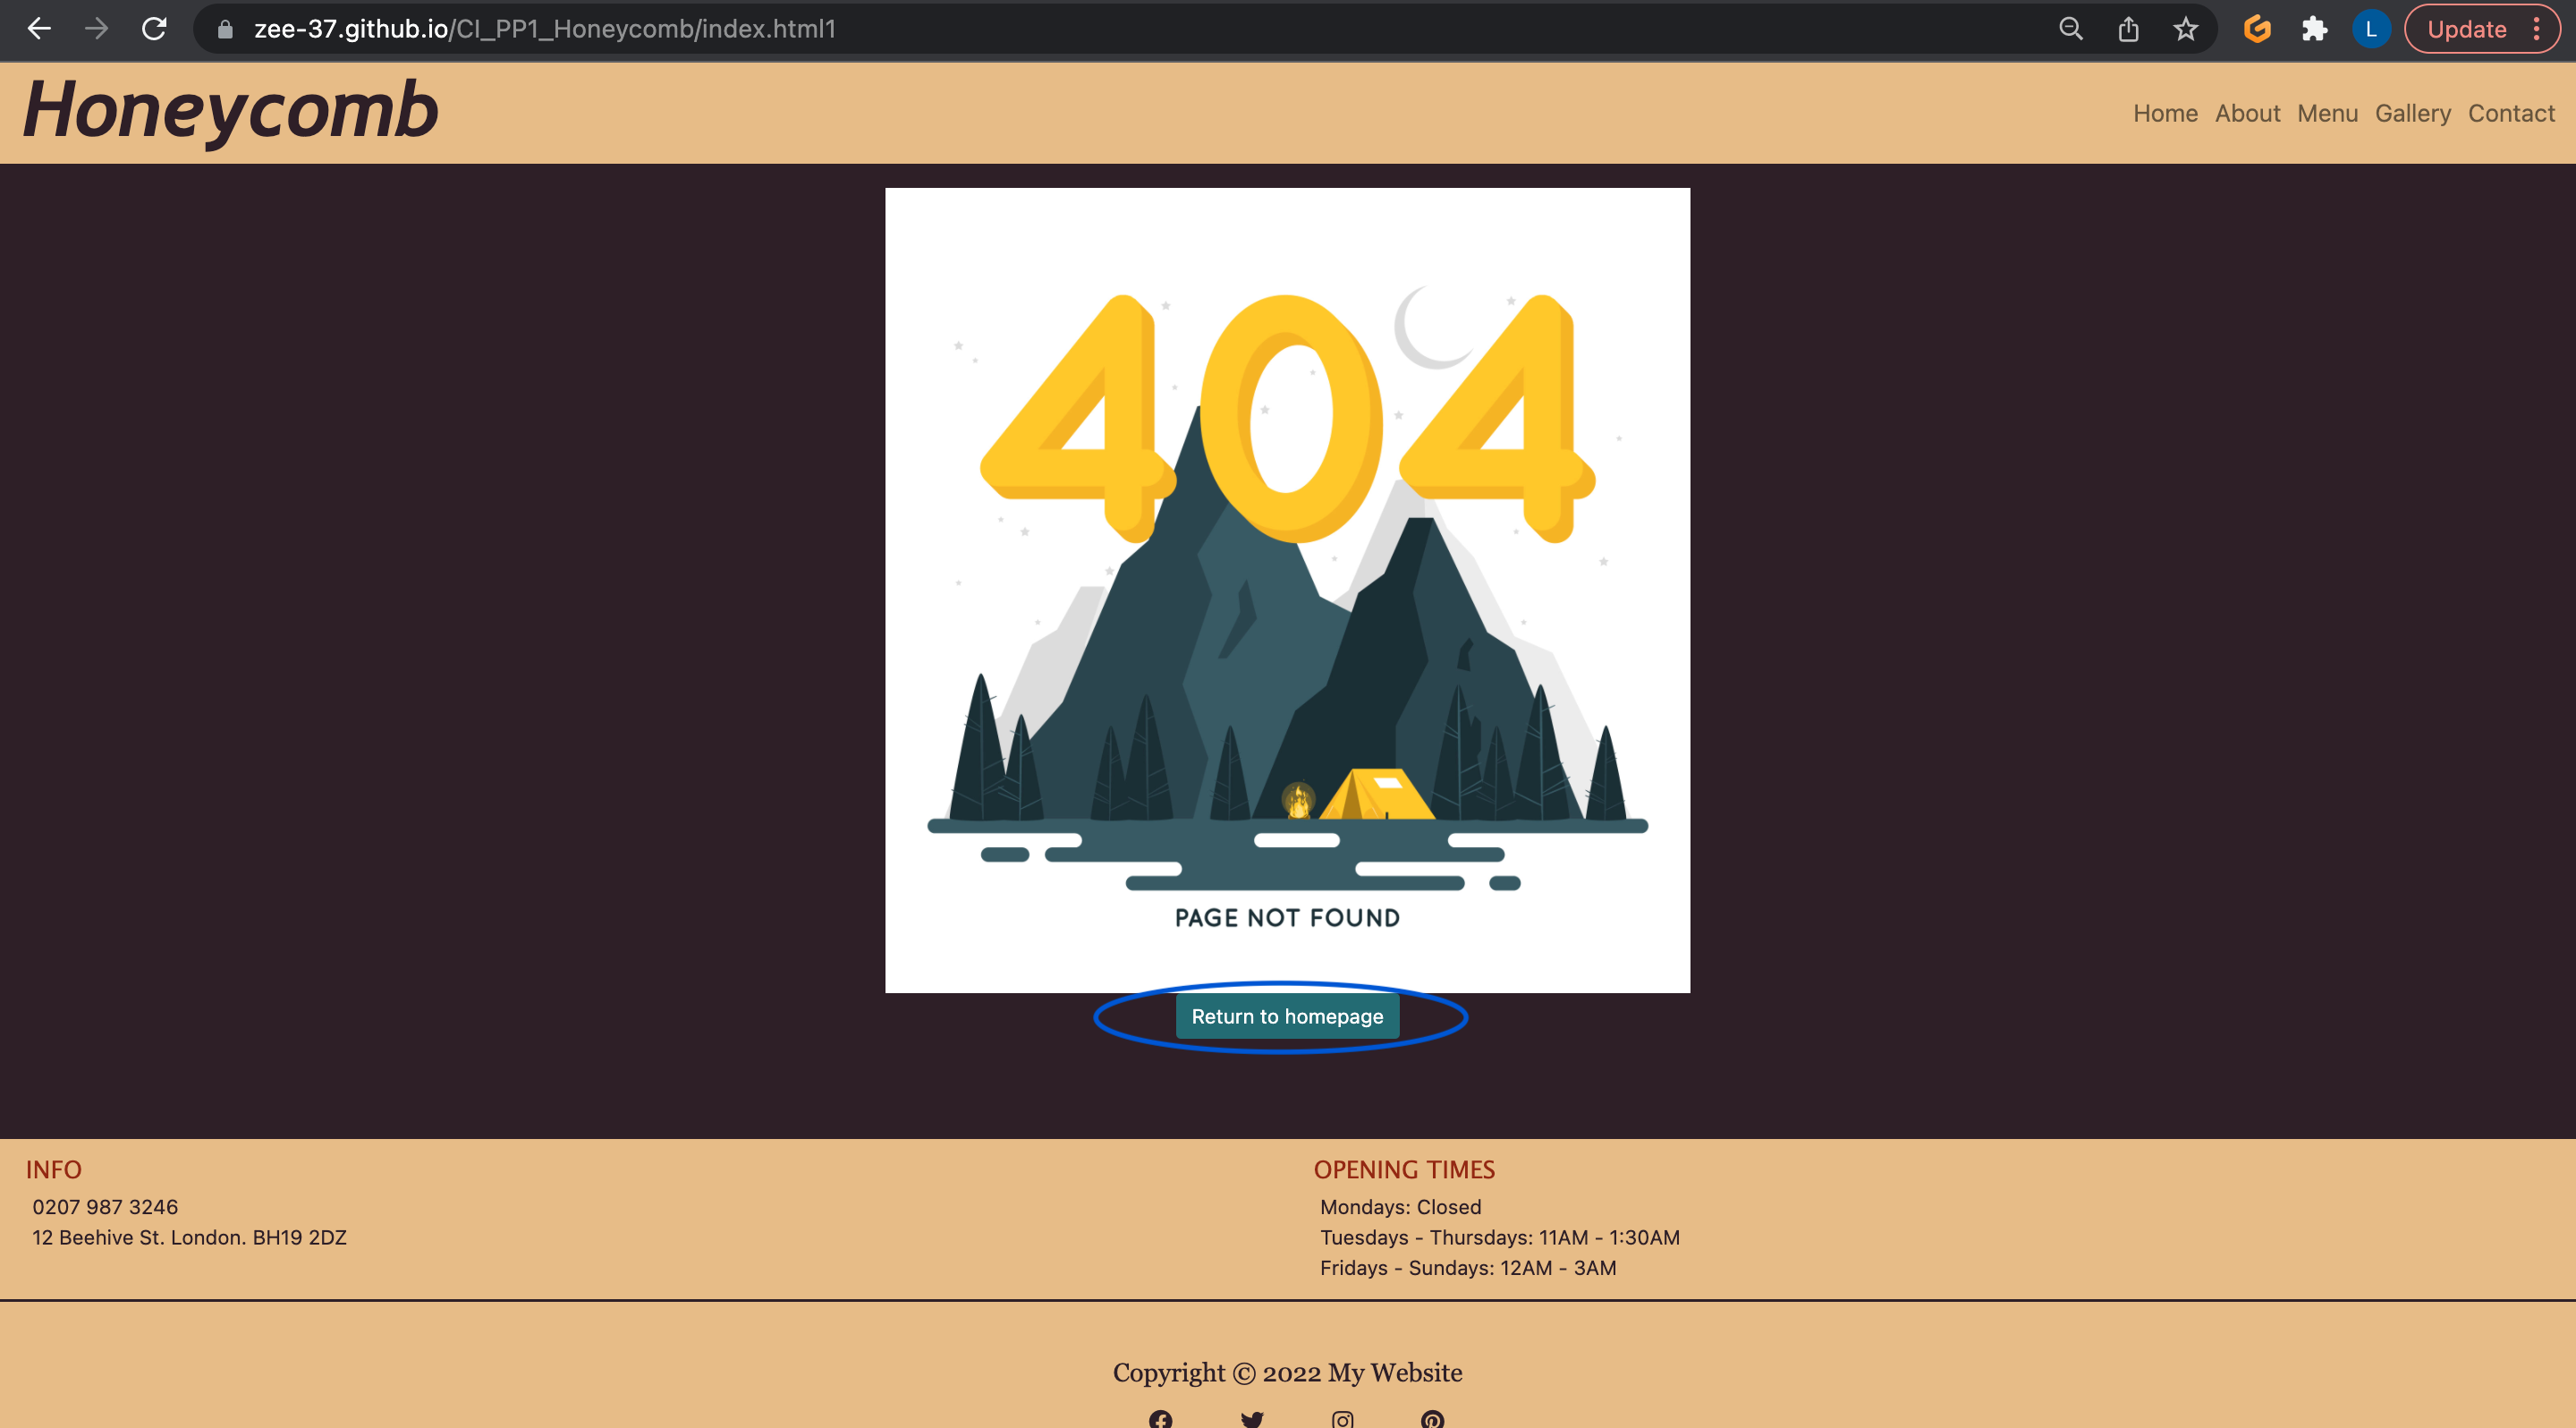 zee-37.github.io/CI_PP1_Honeycomb/index.html1
L
Update
Honeycomb
Home About Menu Gallery Contact
404
PAGE NOT FOUND
Return to homepage
INFO
0207 987 3246
12 Beehive St. London. BH19 2DZ
OPENING TIMES
Mondays: Closed
Tuesdays - Thursdays: 11AM - 1:30AM
Fridays - Sundays: 12AM - 3AM
Copyright © 2022 My Website